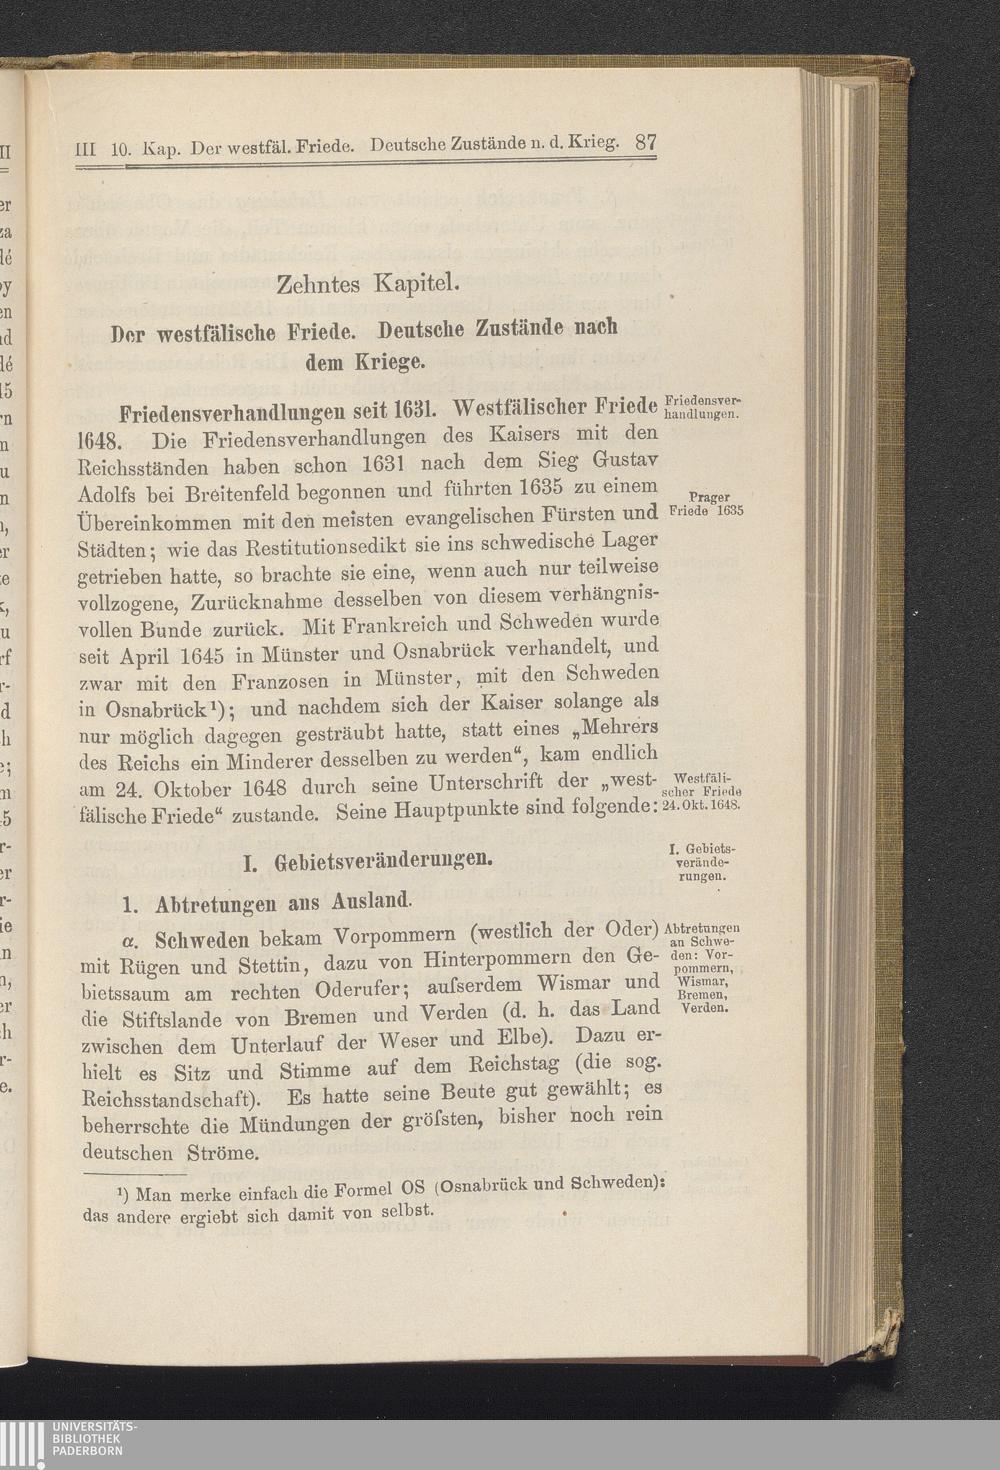 III 10. Kap. Der westfäl. Friede. Deutsche Zustände n. d. Krieg. 87
Zehntes Kapitel.
Der westfälische Friede. Deutsche Zustände nach
dem Kriege.
Friedensverhandlungen seit 1631. Westfälischer Friede
1648. Die Friedensverhandlungen des Kaisers mit den
Reichsständen haben schon 1631 nach dem Sieg Gustav
Adolfs bei Breitenfeld begonnen und führten 1635 zu einem
Übereinkommen mit den meisten evangelischen Fürsten und
Städten; wie das Restitutionsedikt sie ins schwedische Lager
getrieben hatte, so brachte sie eine, wenn auch nur teilweise
vollzogene, Zurücknahme desselben von diesem verhängnis-
vollen Bunde zurück. Mit Frankreich und Schweden wurde
seit April 1645 in Münster und Osnabrück verhandelt, und
zwar mit den Franzosen in Münster, mit den Schweden
in Osnabrück¹); und nachdem sich der Kaiser solange als
nur möglich dagegen gesträubt hatte, statt eines „Mehrers
des Reichs ein Minderer desselben zu werden“, kam endlich
am 24. Oktober 1648 durch seine Unterschrift der „west-
fälische Friede“ zustande. Seine Hauptpunkte sind folgende:
Friedensver-
handlungen.
Prager
Friede 1635
Westfäli-
scher Friede
24. Okt. 1648.
I. Gebietsveränderungen.
I. Gebiets-
verände-
rungen.
1. Abtretungen ans Ausland.
α. Schweden bekam Vorpommern (westlich der Oder)
mit Rügen und Stettin, dazu von Hinterpommern den Ge-
bietssaum am rechten Oderufer; auſserdem Wismar und
die Stiftslande von Bremen und Verden (d. h. das Land
zwischen dem Unterlauf der Weser und Elbe). Dazu er-
hielt es Sitz und Stimme auf dem Reichstag (die sog.
Reichsstandschaft). Es hatte seine Beute gut gewählt; es
beherrschte die Mündungen der gröſsten, bisher noch rein
deutschen Ströme.
Abtretungen
an Schwe-
den: Vor-
pommern,
Wismar,
Bremen,
Verden.
¹) Man merke einfach die Formel OS (Osnabrück und Schweden):
das andere ergiebt sich damit von selbst.
UNIVERSITÄTS-
BIBLIOTHEK
PADERBORN